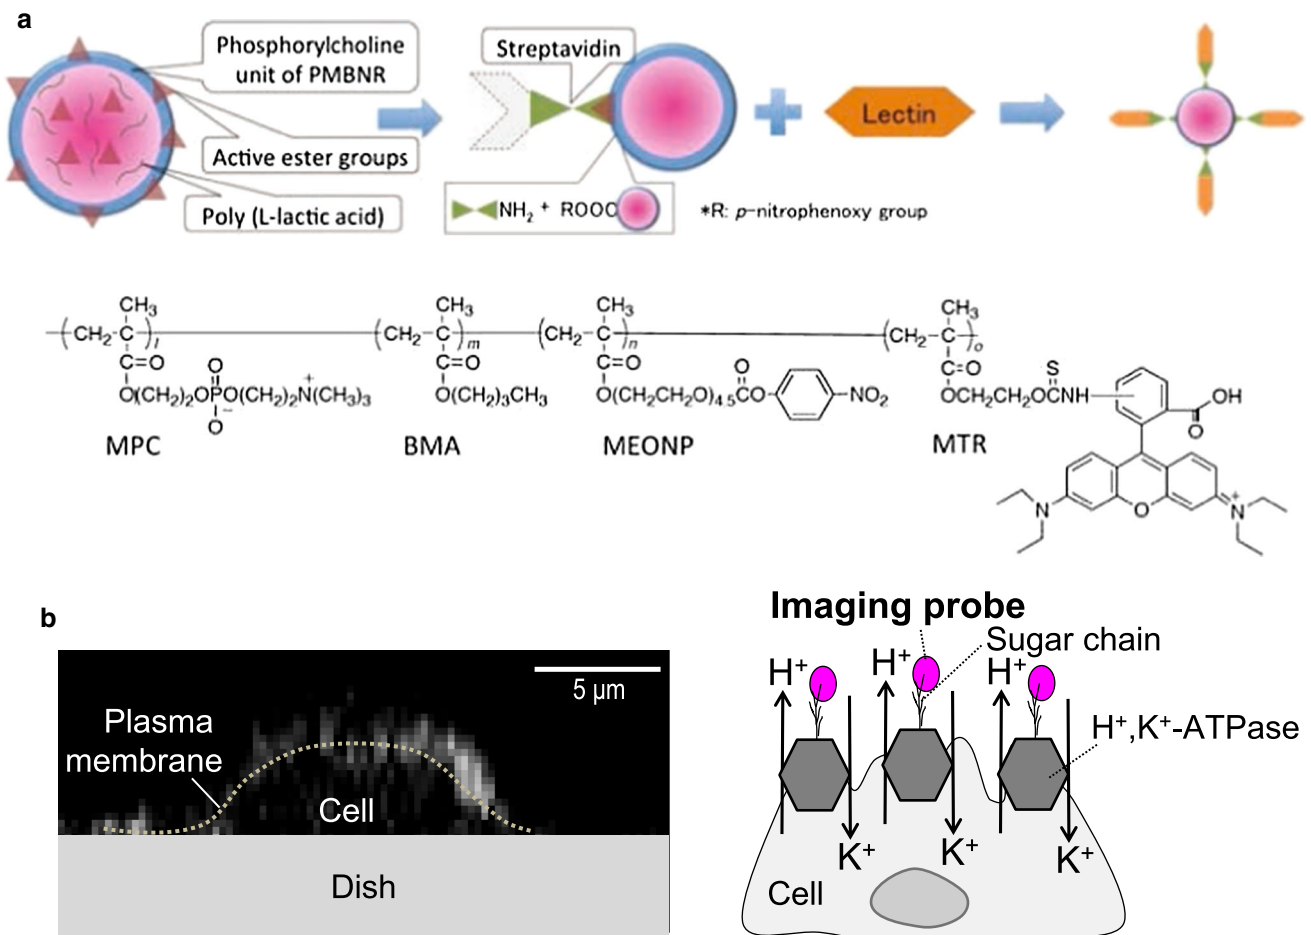 a
Phosphorylcholine
unit of PMBNR
Active ester groups
Poly (L-lactic acid)
Streptavidin
NH₂ + ROOC
*R: p-nitrophenoxy group
Lectin
CH₃ CH₃ CH₃ CH₃
(CH₂-C)l (CH₂-C)m (CH₂-C)n (CH₂-C)o
C=O C=O C=O C=O
O(CH₂)₂OPO(CH₂)₂N⁺(CH₃)₃
O
O⁻
O(CH₂)₃CH₃
O(CH₂CH₂O)₄.₅CO
O
NO₂
OCH₂CH₂OCNH
S
OH
O
N
O
N⁺
MPC
BMA
MEONP
MTR
b
5 µm
Plasma
membrane
Cell
Dish
Imaging probe
Sugar chain
H⁺ H⁺ H⁺
H⁺,K⁺-ATPase
K⁺ K⁺ K⁺
Cell